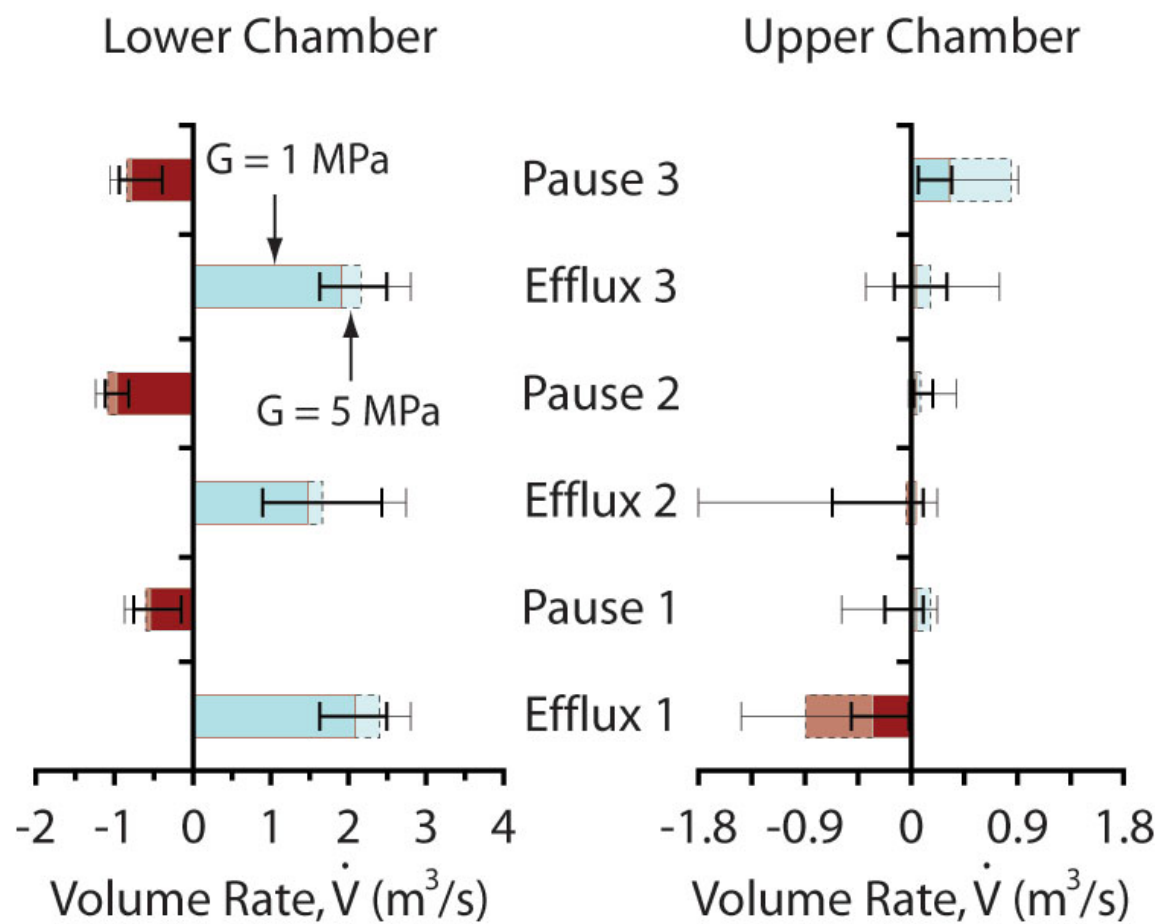 Lower Chamber
Upper Chamber
G = 1 MPa
Pause 3
Efflux 3
G = 5 MPa
Pause 2
Efflux 2
Pause 1
Efflux 1
-2 -1 0 1 2 3 4
-1.8 -0.9 0 0.9 1.8
Volume Rate, V̇ (m³/s)
Volume Rate, V̇ (m³/s)